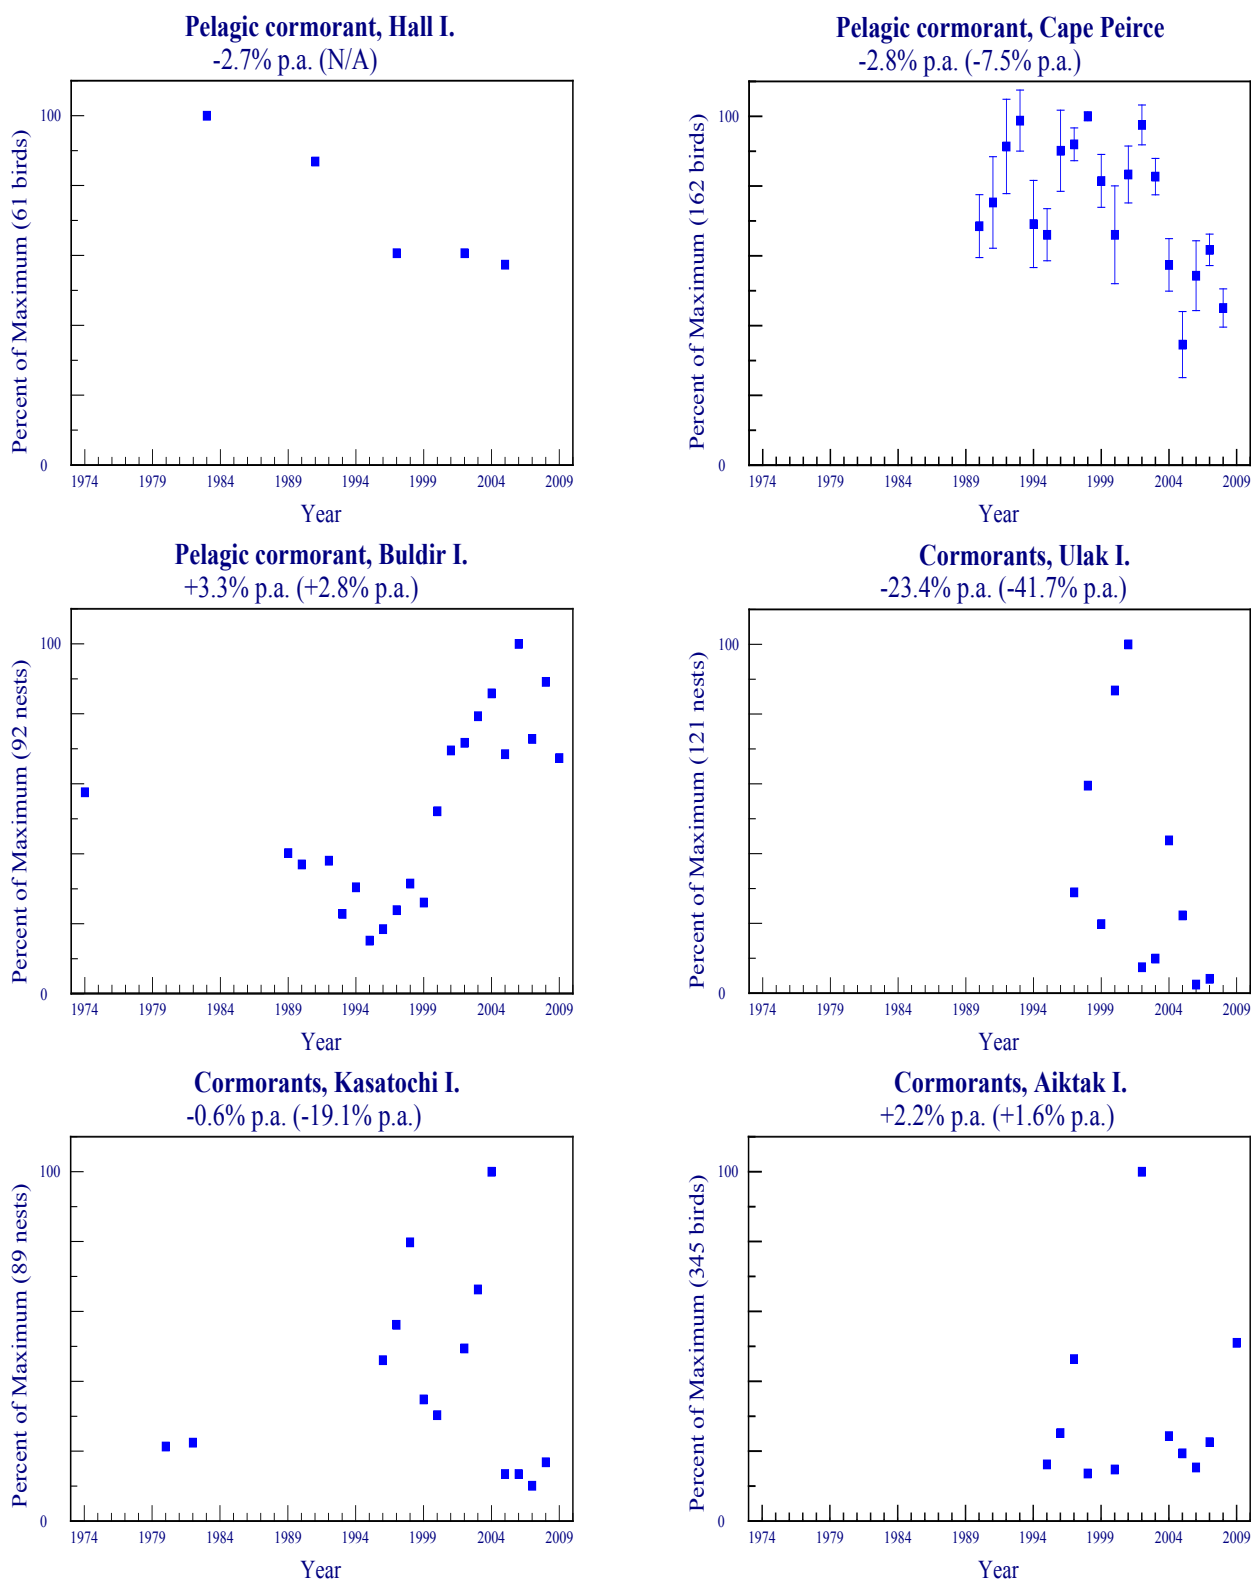 Pelagic cormorant, Hall I.
-2.7% p.a. (N/A)
Percent of Maximum (61 birds)
100
0
1974 1979 1984 1989 1994 1999 2004 2009
Year
Pelagic cormorant, Cape Peirce
-2.8% p.a. (-7.5% p.a.)
Percent of Maximum (162 birds)
100
0
1974 1979 1984 1989 1994 1999 2004 2009
Year
Pelagic cormorant, Buldir I.
+3.3% p.a. (+2.8% p.a.)
Percent of Maximum (92 nests)
100
0
1974 1979 1984 1989 1994 1999 2004 2009
Year
Cormorants, Ulak I.
-23.4% p.a. (-41.7% p.a.)
Percent of Maximum (121 nests)
100
0
1974 1979 1984 1989 1994 1999 2004 2009
Year
Cormorants, Kasatochi I.
-0.6% p.a. (-19.1% p.a.)
Percent of Maximum (89 nests)
100
0
1974 1979 1984 1989 1994 1999 2004 2009
Year
Cormorants, Aiktak I.
+2.2% p.a. (+1.6% p.a.)
Percent of Maximum (345 birds)
100
0
1974 1979 1984 1989 1994 1999 2004 2009
Year